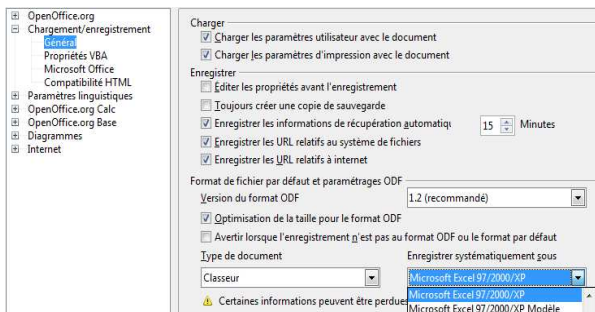 OpenOffice.org
Chargement/enregistrement
Général
Propriétés VBA
Microsoft Office
Compatibilité HTML
Paramètres linguistiques
OpenOffice.org Calc
OpenOffice.org Base
Diagrammes
Internet
Charger
Charger les paramètres utilisateur avec le document
Charger les paramètres d'impression avec le document
Enregistrer
Éditer les propriétés avant l'enregistrement
Toujours créer une copie de sauvegarde
Enregistrer les informations de récupération automatiqu 15 Minutes
Enregistrer les URL relatifs au système de fichiers
Enregistrer les URL relatifs à internet
Format de fichier par défaut et paramétrages ODF
Version du format ODF 1.2 (recommandé)
Optimisation de la taille pour le format ODF
Avertir lorsque l'enregistrement n'est pas au format ODF ou le format par défaut
Type de document Enregistrer systématiquement sous
Classeur Microsoft Excel 97/2000/XP
Certaines informations peuvent être perdue Microsoft Excel 97/2000/XP
Microsoft Excel 97/2000/XP Modèle